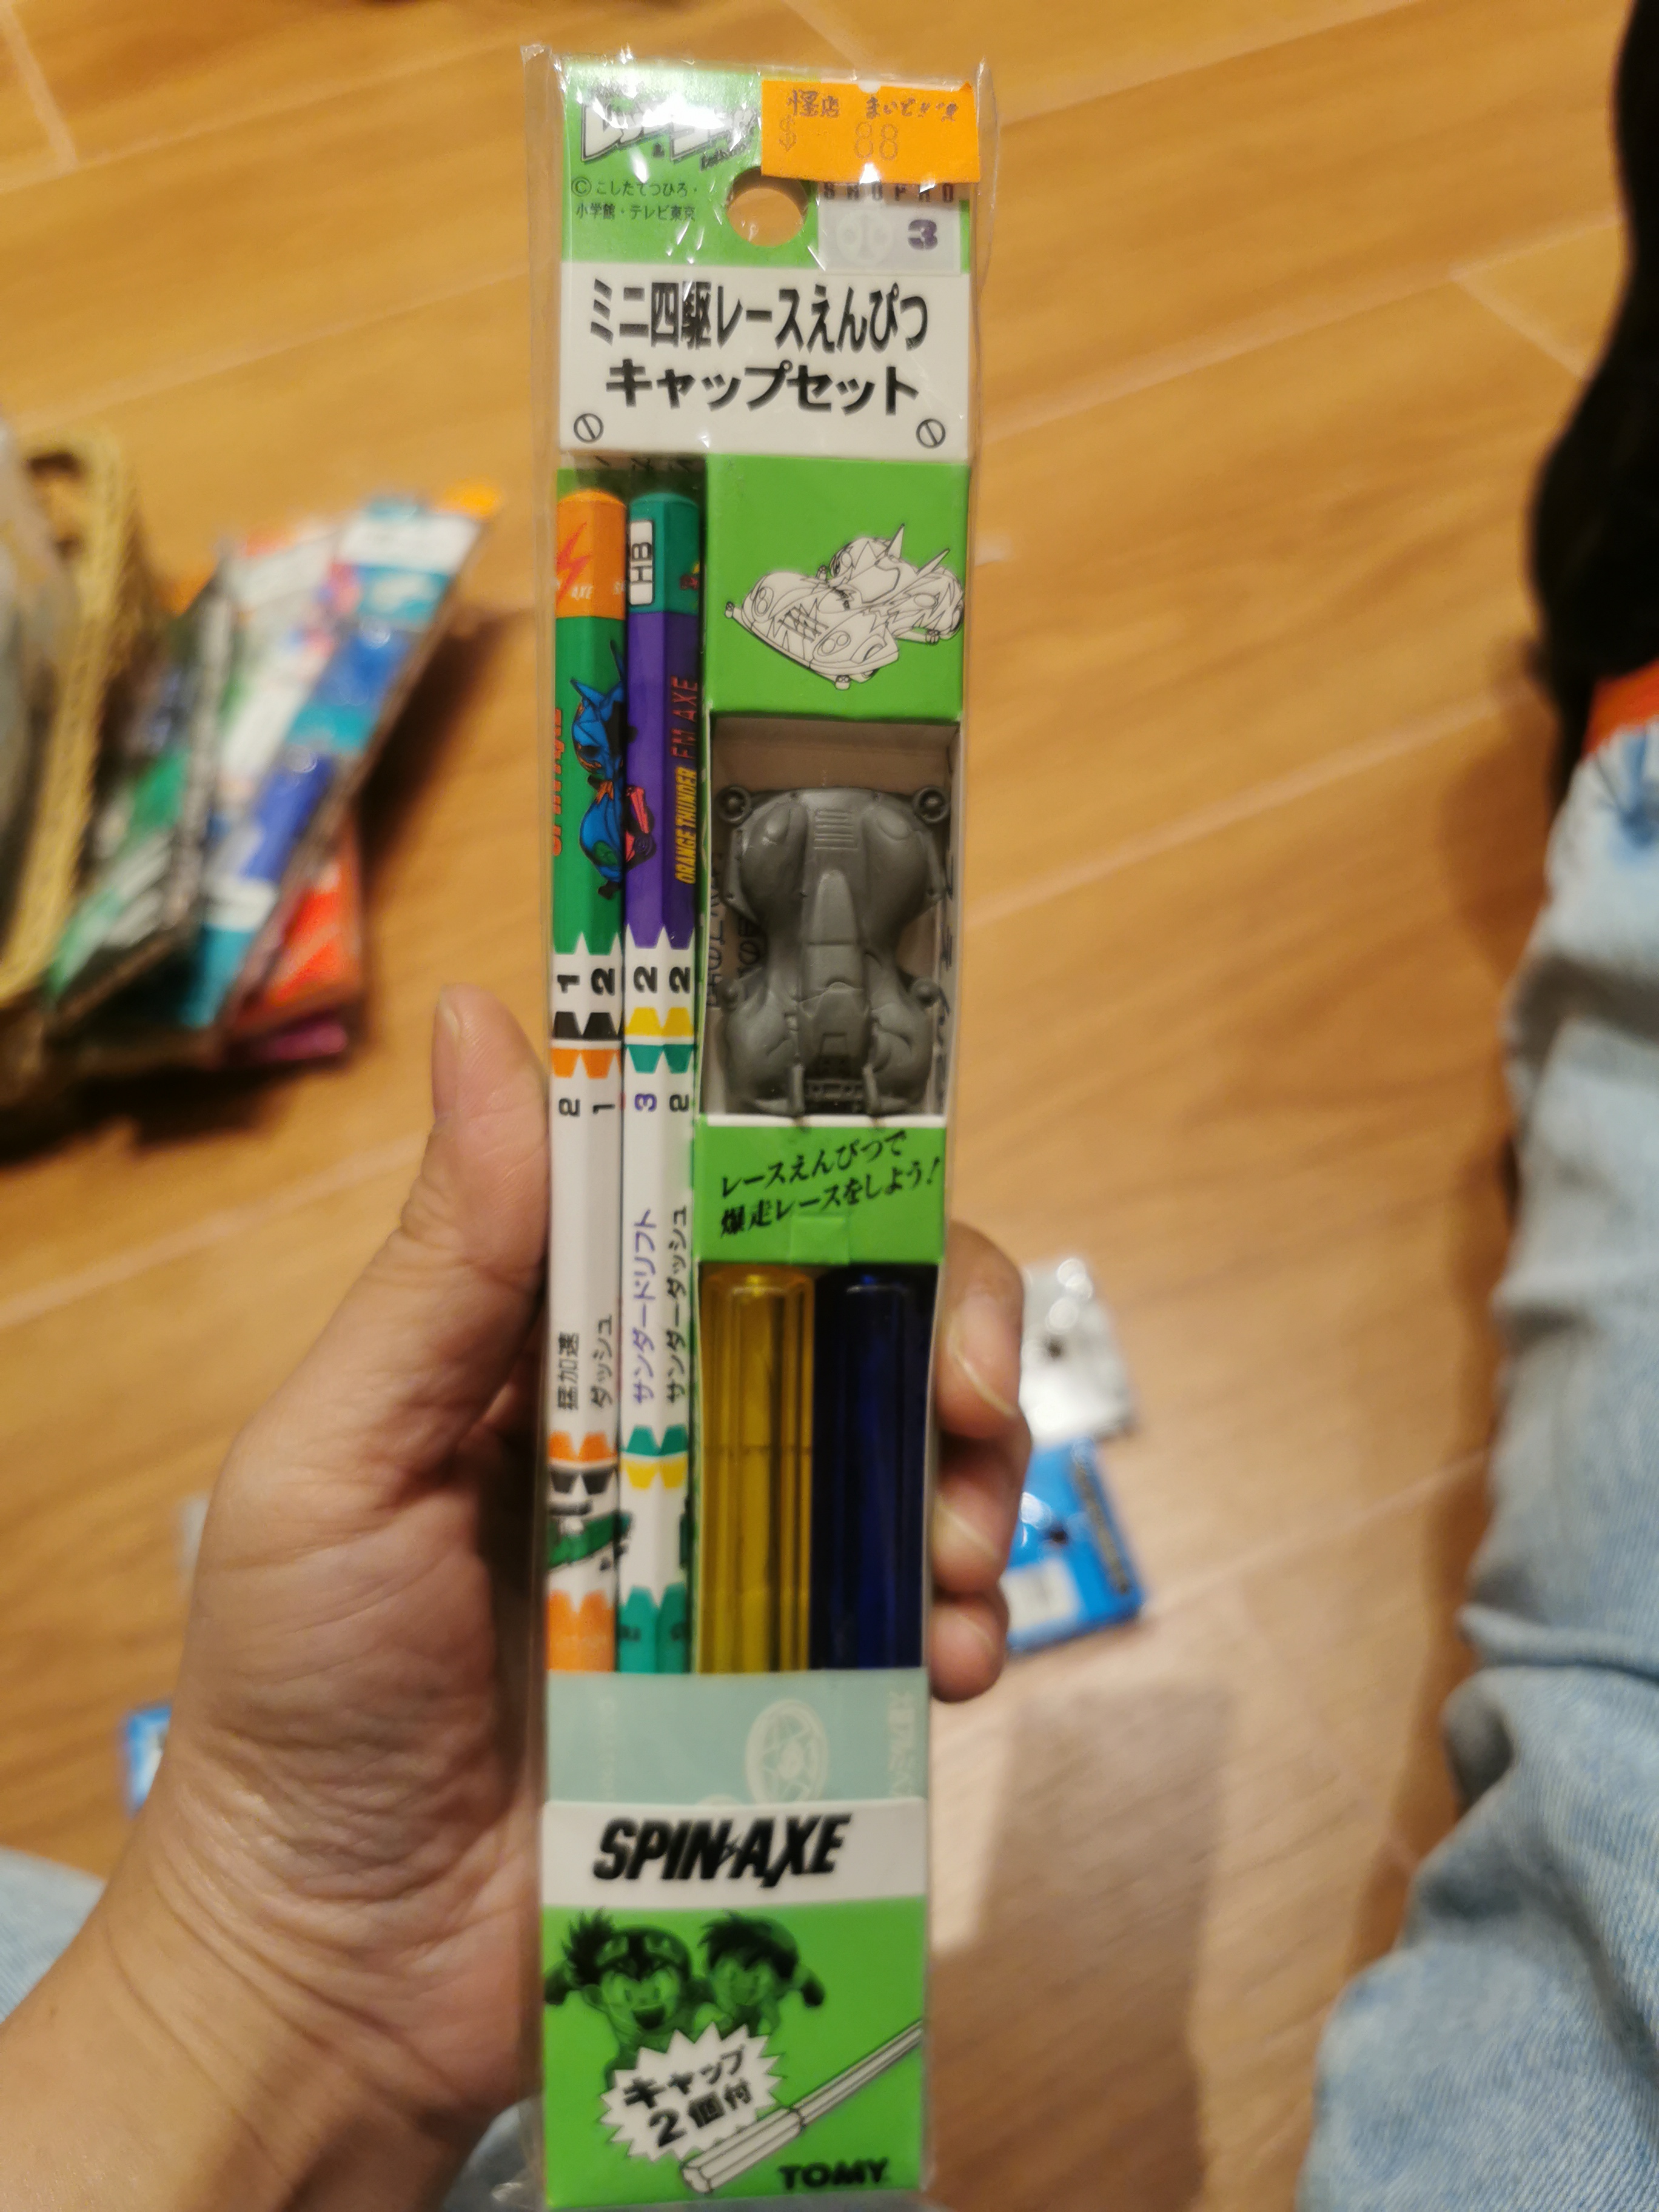 怪店 まいどや
$ 88
©こしたてつひろ・
小学館・テレビ東京
SHOPRO
3
ミニ四駆レースえんぴつ
キャップセット
AXE
HB
ORANGE THUNDER EM AXE
1
2
2
2
2
1
3
2
猛加速
ダッシュ
サンダードリフト
サンダーダッシュ
レースえんぴつで
爆走レースをしよう!
SPIN-AXE
キャップ
2個付
TOMY